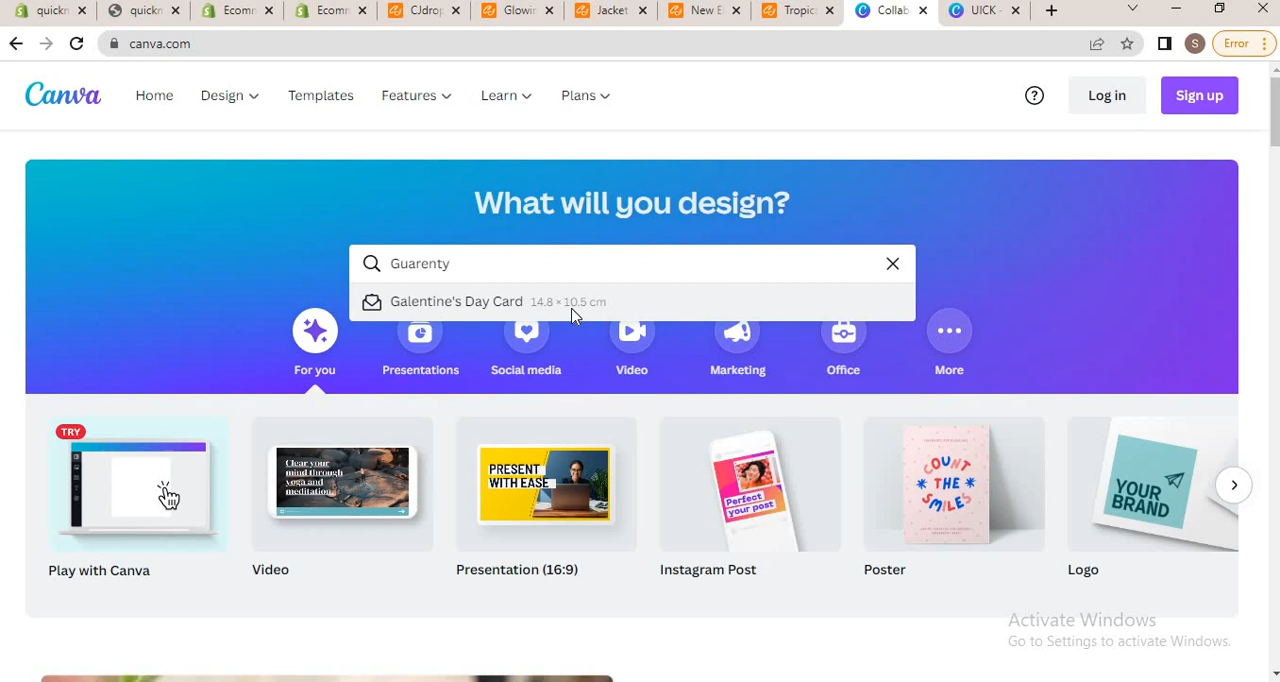 quickn
quickn
Ecomm
Ecomm
CJdrop
Glowin
Jacket
New E
Tropic
Collab
UICK -
canva.com
S
Error
Canva
Home
Design
Templates
Features
Learn
Plans
?
Log in
Sign up
What will you design?
Guarenty
Galentine's Day Card 14.8 × 10.5 cm
For you
Presentations
Social media
Video
Marketing
Office
More
TRY
Clear your
mind through
yoga and
meditation.
PRESENT
WITH EASE
Perfect
your post
COUNT
THE
SMILES
YOUR
BRAND
Play with Canva
Video
Presentation (16:9)
Instagram Post
Poster
Logo
Activate Windows
Go to Settings to activate Windows.